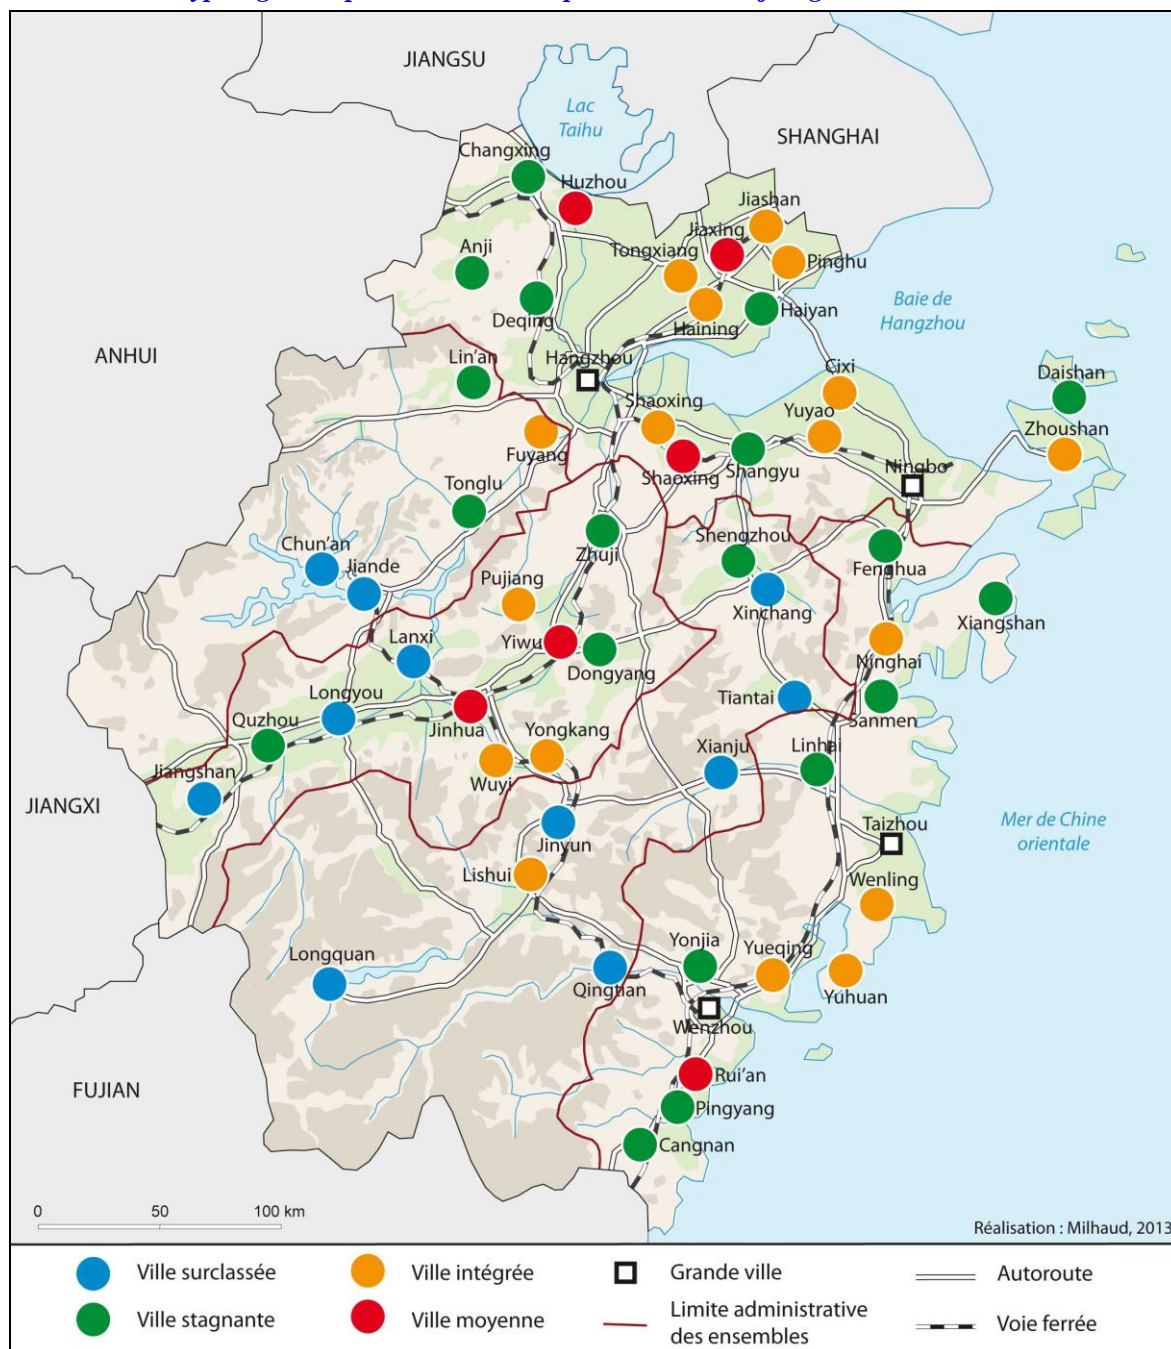 JIANGSU
Lac
Taihu
SHANGHAI
Changxing
Huzhou
Jiashan
Jiaxing
Anji
Tongxiang
Pinghu
Baie de
Hangzhou
Deqing
Haining
Haiyan
ANHUI
Hangzhou
Lin'an
Cixi
Daishan
Shaoxing
Yuyao
Zhoushan
Fuyang
Shaoxing
Shangyu
Ningbo
Tonglu
Zhuji
Shengzhou
Fenghua
Chun'an
Jiande
Pujiang
Xinchang
Xiangshan
Lanxi
Yiwu
Dongyang
Ninghai
Longyou
Tiantai
Sanmen
Quzhou
Jinhua
Yongkang
Xianju
Linhai
Jiangshan
Wuyi
JIANGXI
Jinyun
Taizhou
Mer de Chine
orientale
Lishui
Wenling
Longquan
Yonjia
Yueqing
Qingtian
Yuhuan
Wenzhou
FUJIAN
Rui'an
Pingyang
Cangnan
0 50 100 km
Réalisation : Milhaud, 2013
Ville surclassée
Ville intégrée
Grande ville
Autoroute
Ville stagnante
Ville moyenne
Limite administrative
des ensembles
Voie ferrée